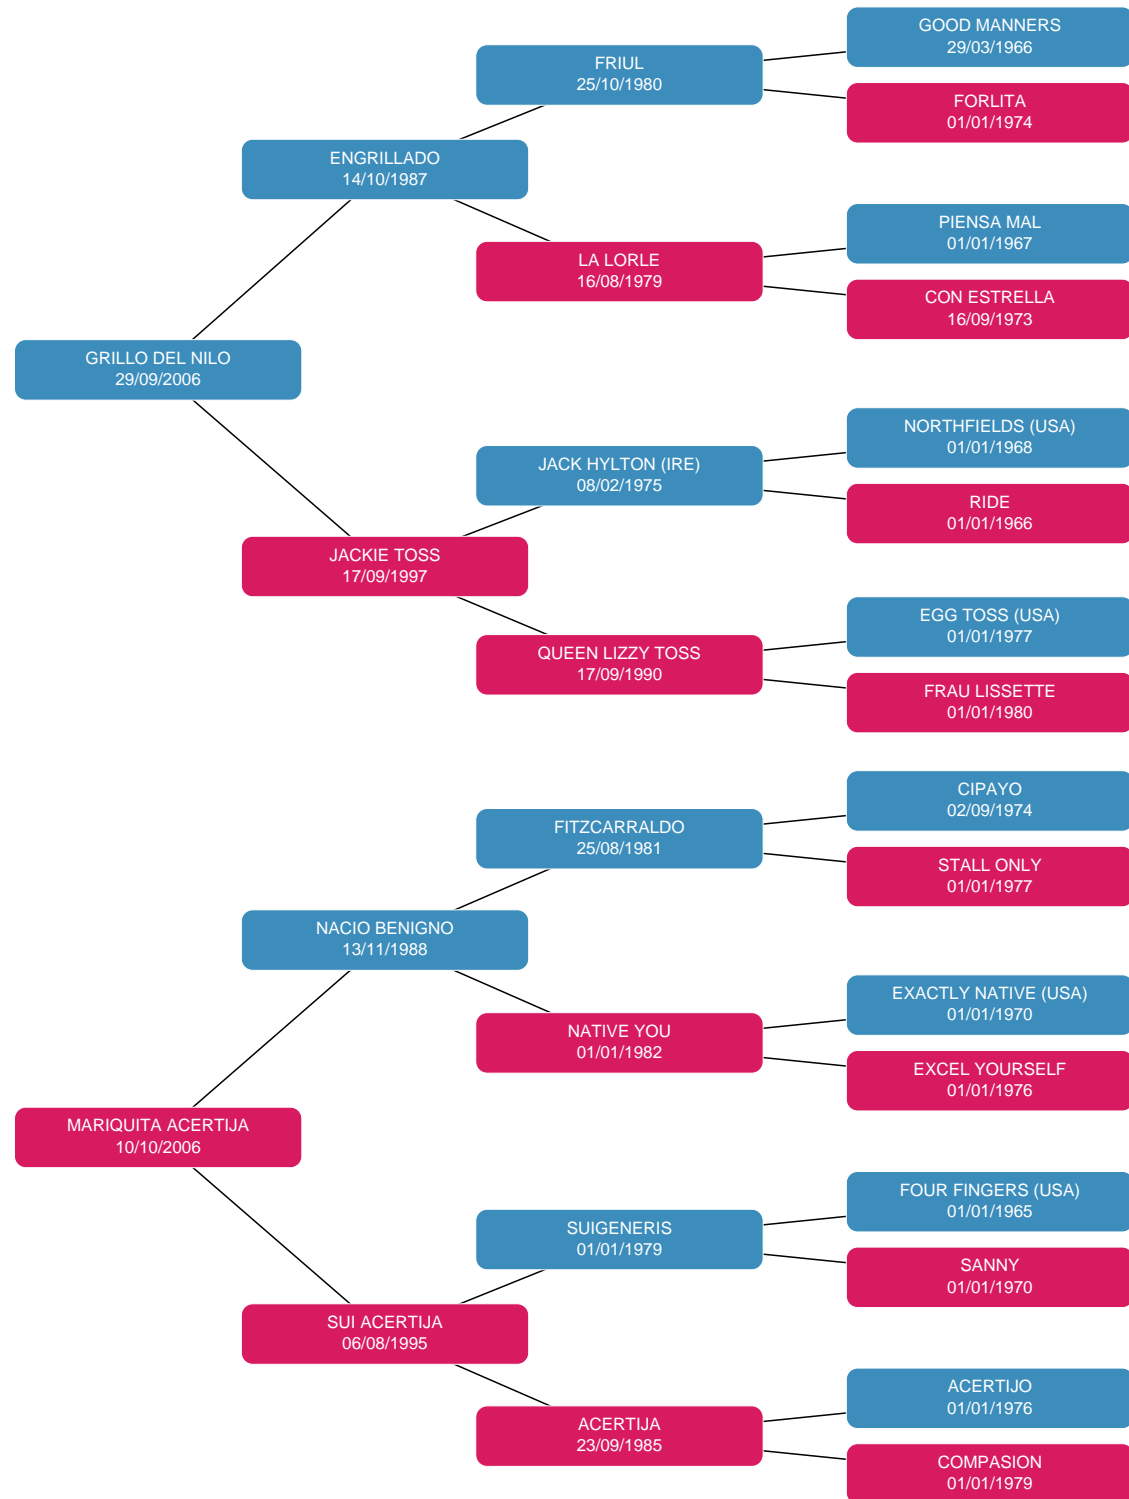 GOOD MANNERS
29/03/1966
FRIUL
25/10/1980
FORLITA
01/01/1974
ENGRILLADO
14/10/1987
PIENSA MAL
01/01/1967
LA LORLE
16/08/1979
CON ESTRELLA
16/09/1973
GRILLO DEL NILO
29/09/2006
NORTHFIELDS (USA)
01/01/1968
JACK HYLTON (IRE)
08/02/1975
RIDE
01/01/1966
JACKIE TOSS
17/09/1997
EGG TOSS (USA)
01/01/1977
QUEEN LIZZY TOSS
17/09/1990
FRAU LISSETTE
01/01/1980
CIPAYO
02/09/1974
FITZCARRALDO
25/08/1981
STALL ONLY
01/01/1977
NACIO BENIGNO
13/11/1988
EXACTLY NATIVE (USA)
01/01/1970
NATIVE YOU
01/01/1982
EXCEL YOURSELF
01/01/1976
MARIQUITA ACERTIJA
10/10/2006
FOUR FINGERS (USA)
01/01/1965
SUIGENERIS
01/01/1979
SANNY
01/01/1970
SUI ACERTIJA
06/08/1995
ACERTIJO
01/01/1976
ACERTIJA
23/09/1985
COMPASION
01/01/1979